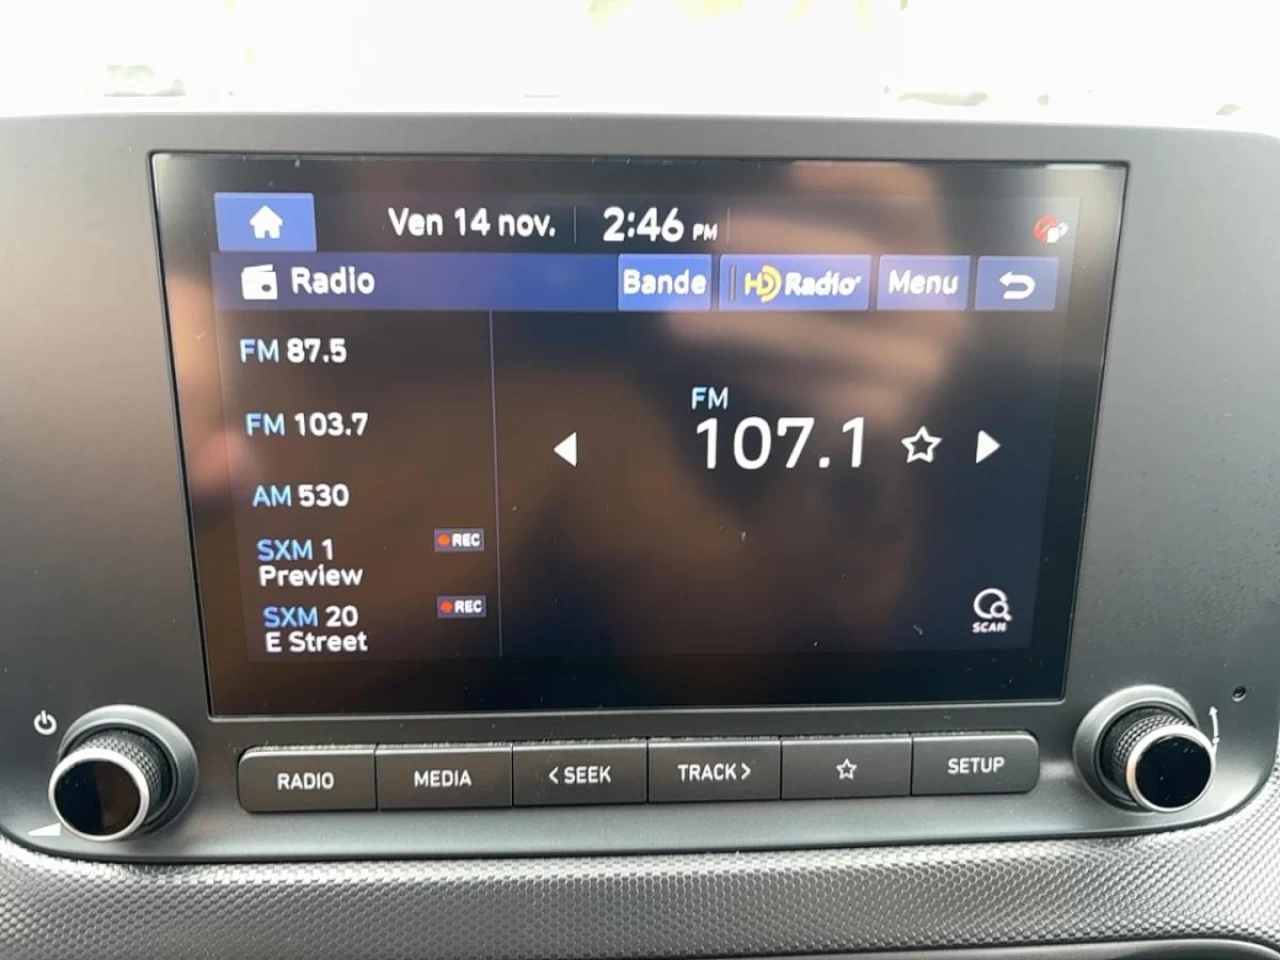 Ven 14 nov. 2:46 PM
Radio Bande HD Radio Menu
FM 87.5
FM 103.7
AM 530
SXM 1 REC
Preview
SXM 20 REC
E Street
FM
107.1
SCAN
RADIO MEDIA <SEEK TRACK> SETUP